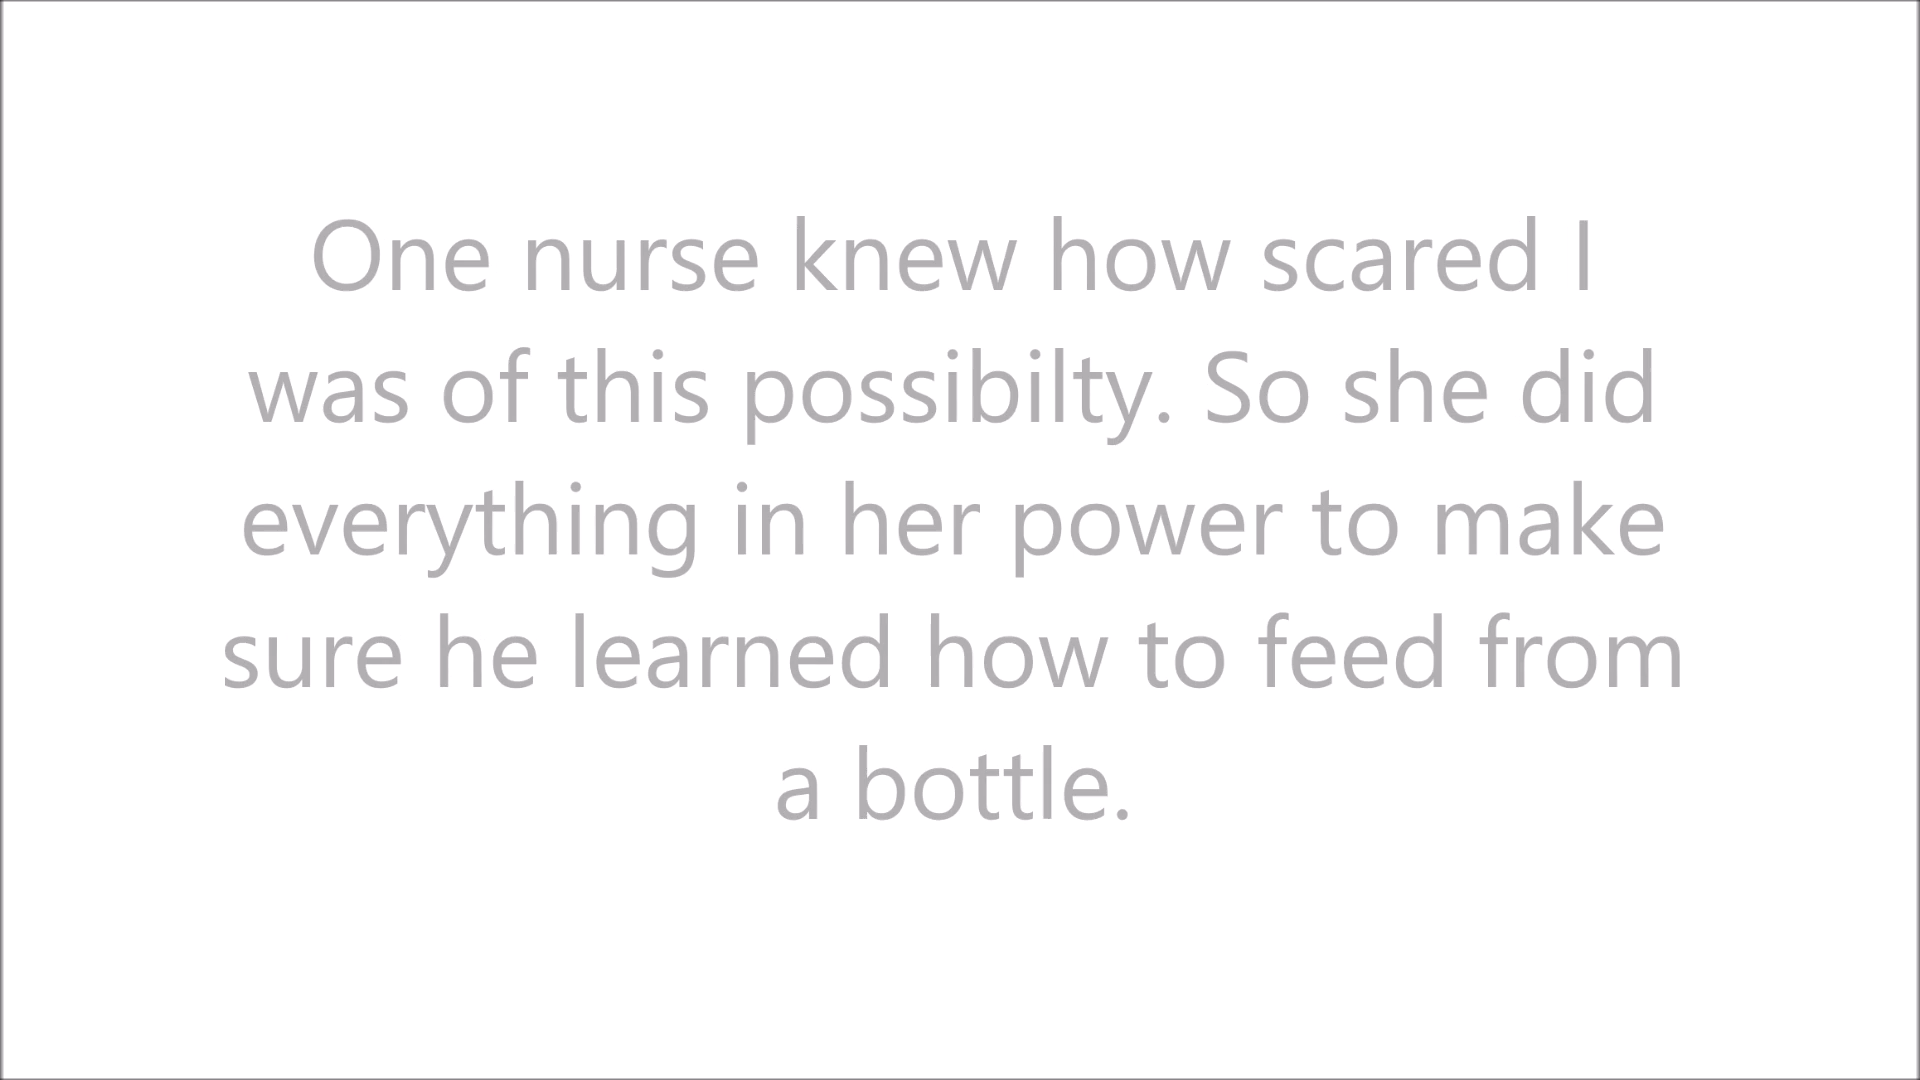 One nurse knew how scared I
was of this possibilty. So she did
everything in her power to make
sure he learned how to feed from
a bottle.